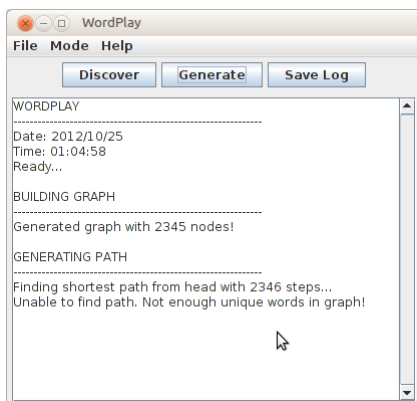 WordPlay
File Mode Help
Discover Generate Save Log
WORDPLAY
--------------------------------------------------------------
Date: 2012/10/25
Time: 01:04:58
Ready...
BUILDING GRAPH
--------------------------------------------------------------
Generated graph with 2345 nodes!
GENERATING PATH
--------------------------------------------------------------
Finding shortest path from head with 2346 steps...
Unable to find path. Not enough unique words in graph!